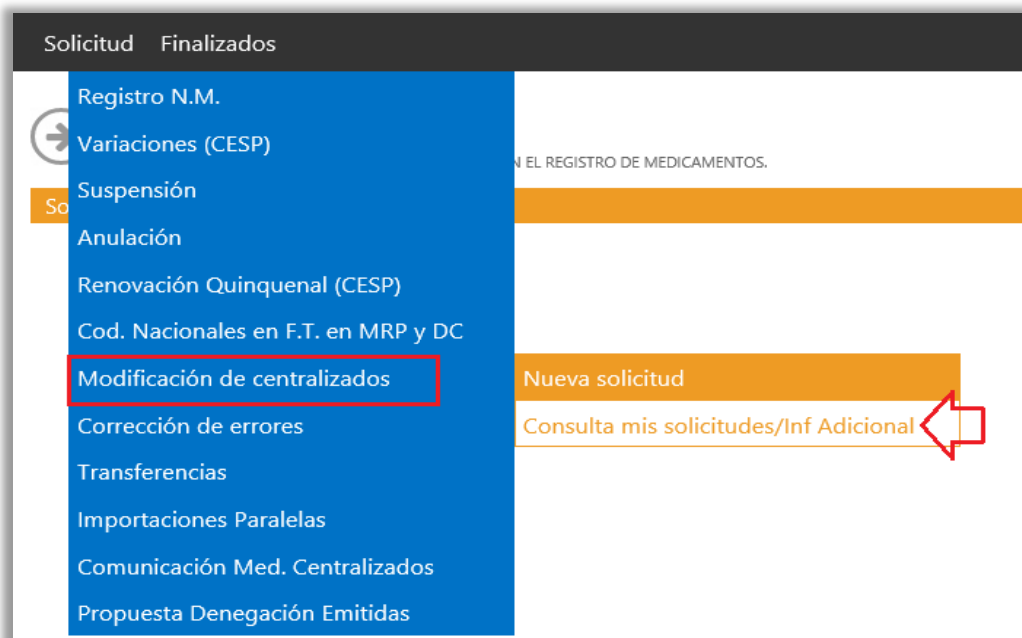 Solicitud Finalizados
Registro N.M.
Variaciones (CESP)
EL REGISTRO DE MEDICAMENTOS.
Suspensión
So
Anulación
Renovación Quinquenal (CESP)
Cod. Nacionales en F.T. en MRP y DC
Modificación de centralizados
Nueva solicitud
Corrección de errores
Consulta mis solicitudes/Inf Adicional
Transferencias
Importaciones Paralelas
Comunicación Med. Centralizados
Propuesta Denegación Emitidas